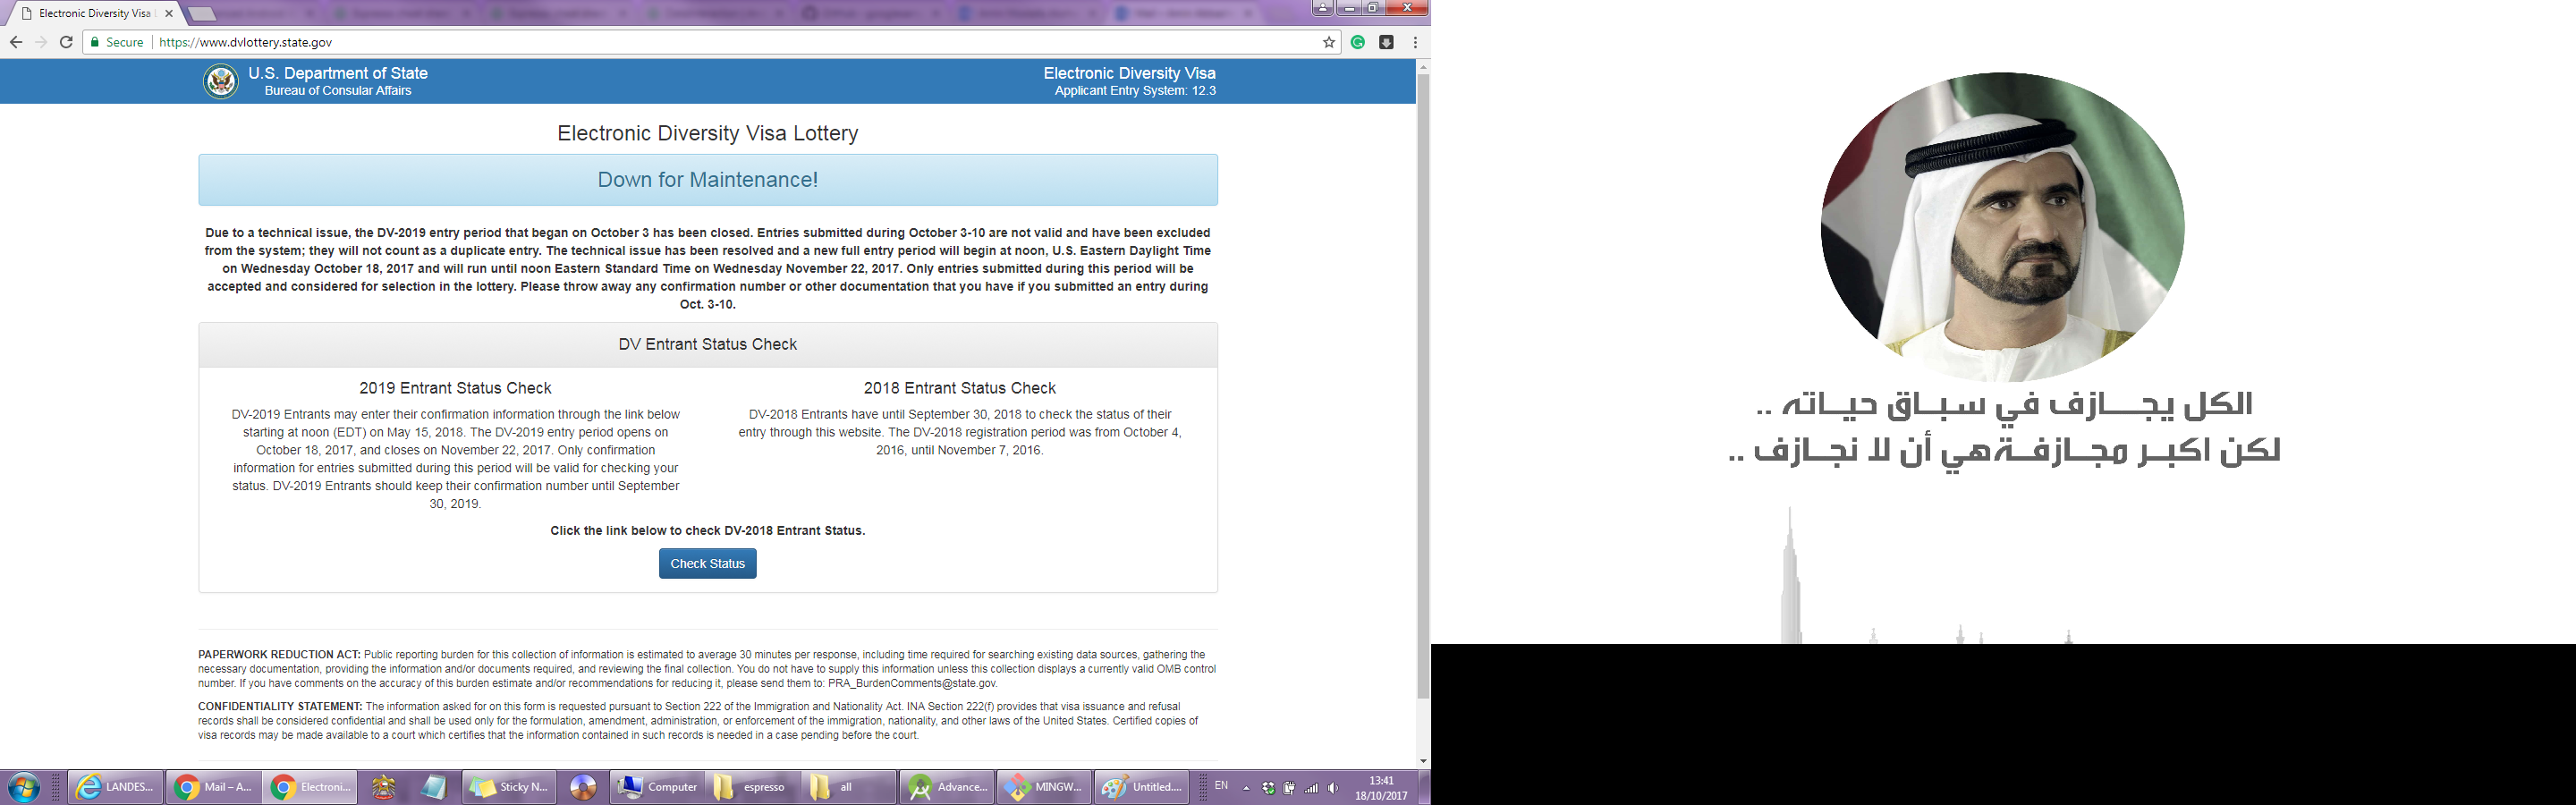 Electronic Diversity Visa L
Secure
https://www.dvlottery.state.gov
U.S. Department of State
Bureau of Consular Affairs
Electronic Diversity Visa
Applicant Entry System: 12.3
Electronic Diversity Visa Lottery
Down for Maintenance!
Due to a technical issue, the DV-2019 entry period that began on October 3 has been closed. Entries submitted during October 3-10 are not valid and have been excluded
from the system; they will not count as a duplicate entry. The technical issue has been resolved and a new full entry period will begin at noon, U.S. Eastern Daylight Time
on Wednesday October 18, 2017 and will run until noon Eastern Standard Time on Wednesday November 22, 2017. Only entries submitted during this period will be
accepted and considered for selection in the lottery. Please throw away any confirmation number or other documentation that you have if you submitted an entry during
Oct. 3-10.
DV Entrant Status Check
2019 Entrant Status Check
DV-2019 Entrants may enter their confirmation information through the link below
starting at noon (EDT) on May 15, 2018. The DV-2019 entry period opens on
October 18, 2017, and closes on November 22, 2017. Only confirmation
information for entries submitted during this period will be valid for checking your
status. DV-2019 Entrants should keep their confirmation number until September
30, 2019.
2018 Entrant Status Check
DV-2018 Entrants have until September 30, 2018 to check the status of their
entry through this website. The DV-2018 registration period was from October 4,
2016, until November 7, 2016.
Click the link below to check DV-2018 Entrant Status.
Check Status
PAPERWORK REDUCTION ACT: Public reporting burden for this collection of information is estimated to average 30 minutes per response, including time required for searching existing data sources, gathering the
necessary documentation, providing the information and/or documents required, and reviewing the final collection. You do not have to supply this information unless this collection displays a currently valid OMB control
number. If you have comments on the accuracy of this burden estimate and/or recommendations for reducing it, please send them to: PRA_BurdenComments@state.gov.
CONFIDENTIALITY STATEMENT: The information asked for on this form is requested pursuant to Section 222 of the Immigration and Nationality Act. INA Section 222(f) provides that visa issuance and refusal
records shall be considered confidential and shall be used only for the formulation, amendment, administration, or enforcement of the immigration, nationality, and other laws of the United States. Certified copies of
visa records may be made available to a court which certifies that the information contained in such records is needed in a case pending before the court.
LANDES...
Mail – A...
Electroni...
Sticky N...
Computer
espresso
all
Advance...
MINGW...
Untitled....
EN
13:41
18/10/2017
الكل يجازف في سباق حياته ..
لكن اكبر مجازفة هي أن لا نجازف ..